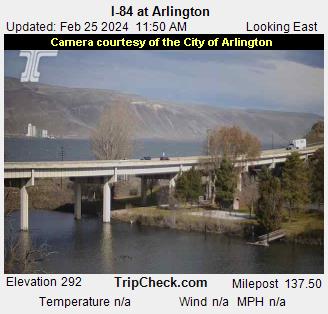 I-84 at Arlington
Updated: Feb 25 2024 11:50 AM Looking East
Camera courtesy of the City of Arlington
Elevation 292 TripCheck.com Milepost 137.50
Temperature n/a Wind n/a MPH n/a